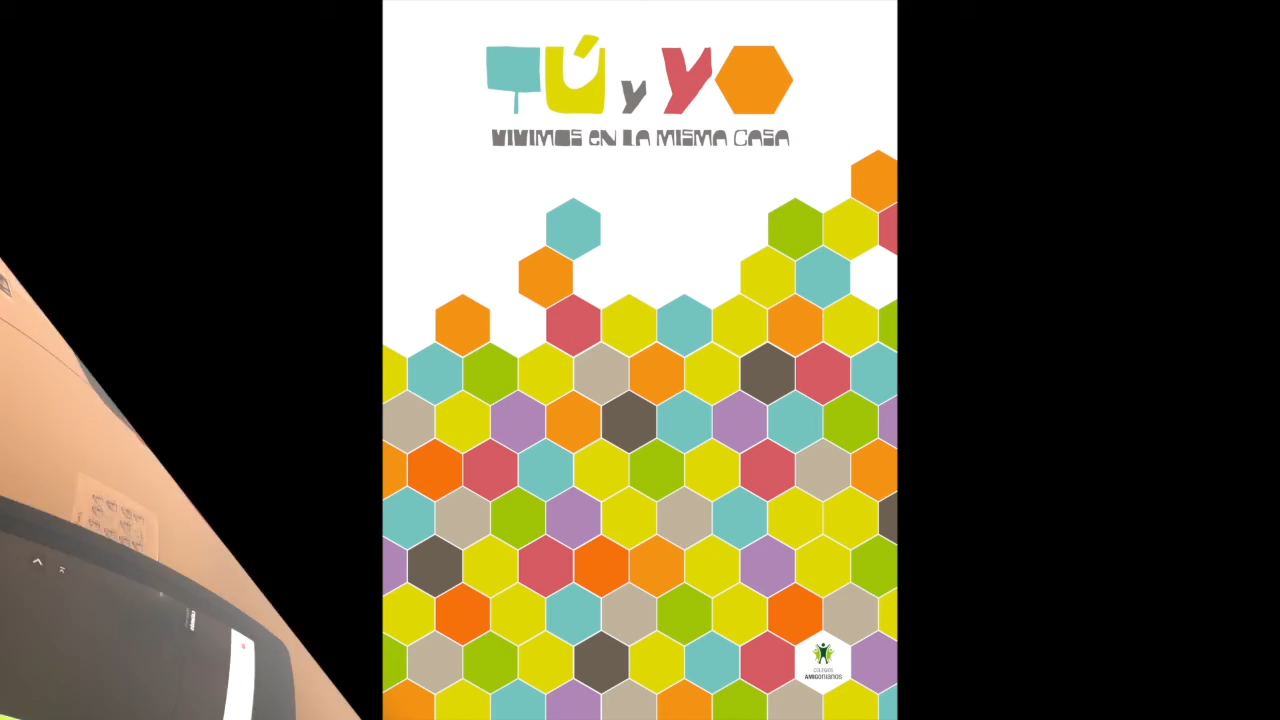 TÚ y YO
VIVIMOS EN LA MISMA CASA
COLEGIOS
AMIGONIANOS